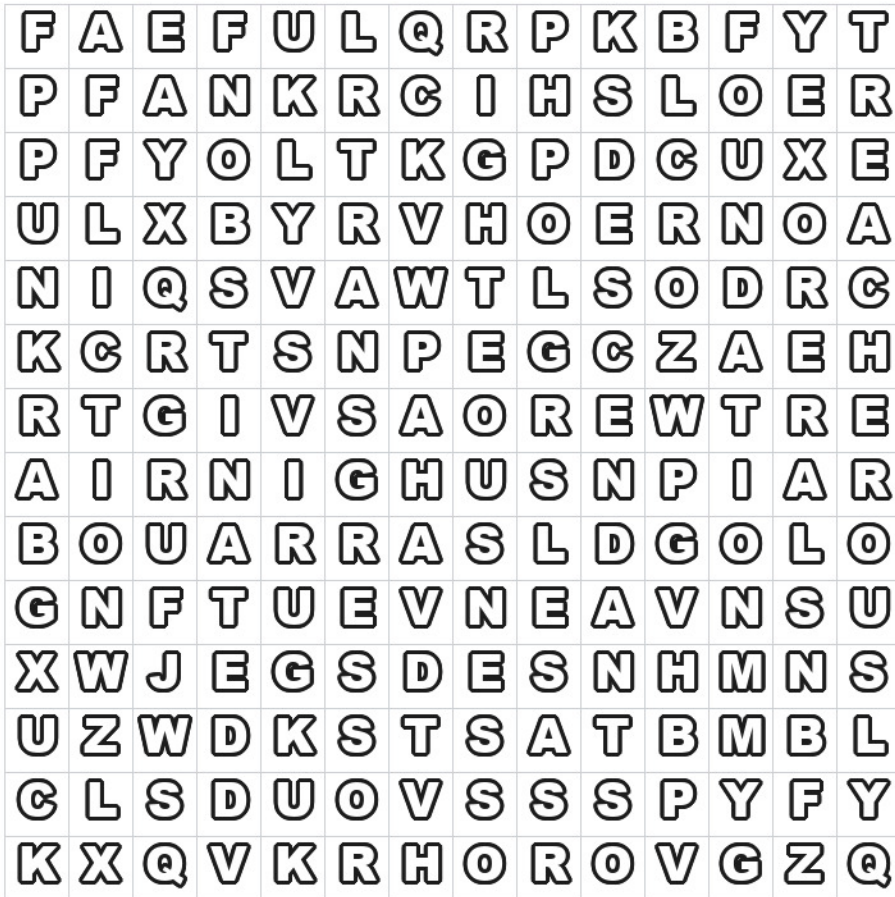 F A E F U L Q R P K B F Y T
P F A N K R C I H S L O E R
P F Y O L T K G P D C U X E
U L X B Y R V H O E R N O A
N I Q S V A W T L S O D R C
K C R T S N P E G C Z A E H
R T G I V S A O R E W T R E
A I R N I G H U S N P I A R
B O U A R R A S L D G O L O
G N F T U E V N E A V N S U
X W J E G S D E S N H M N S
U Z W D K S T S A T B M B L
C L S D U O V S S S P Y F Y
K X Q V K R H O R O V G Z Q